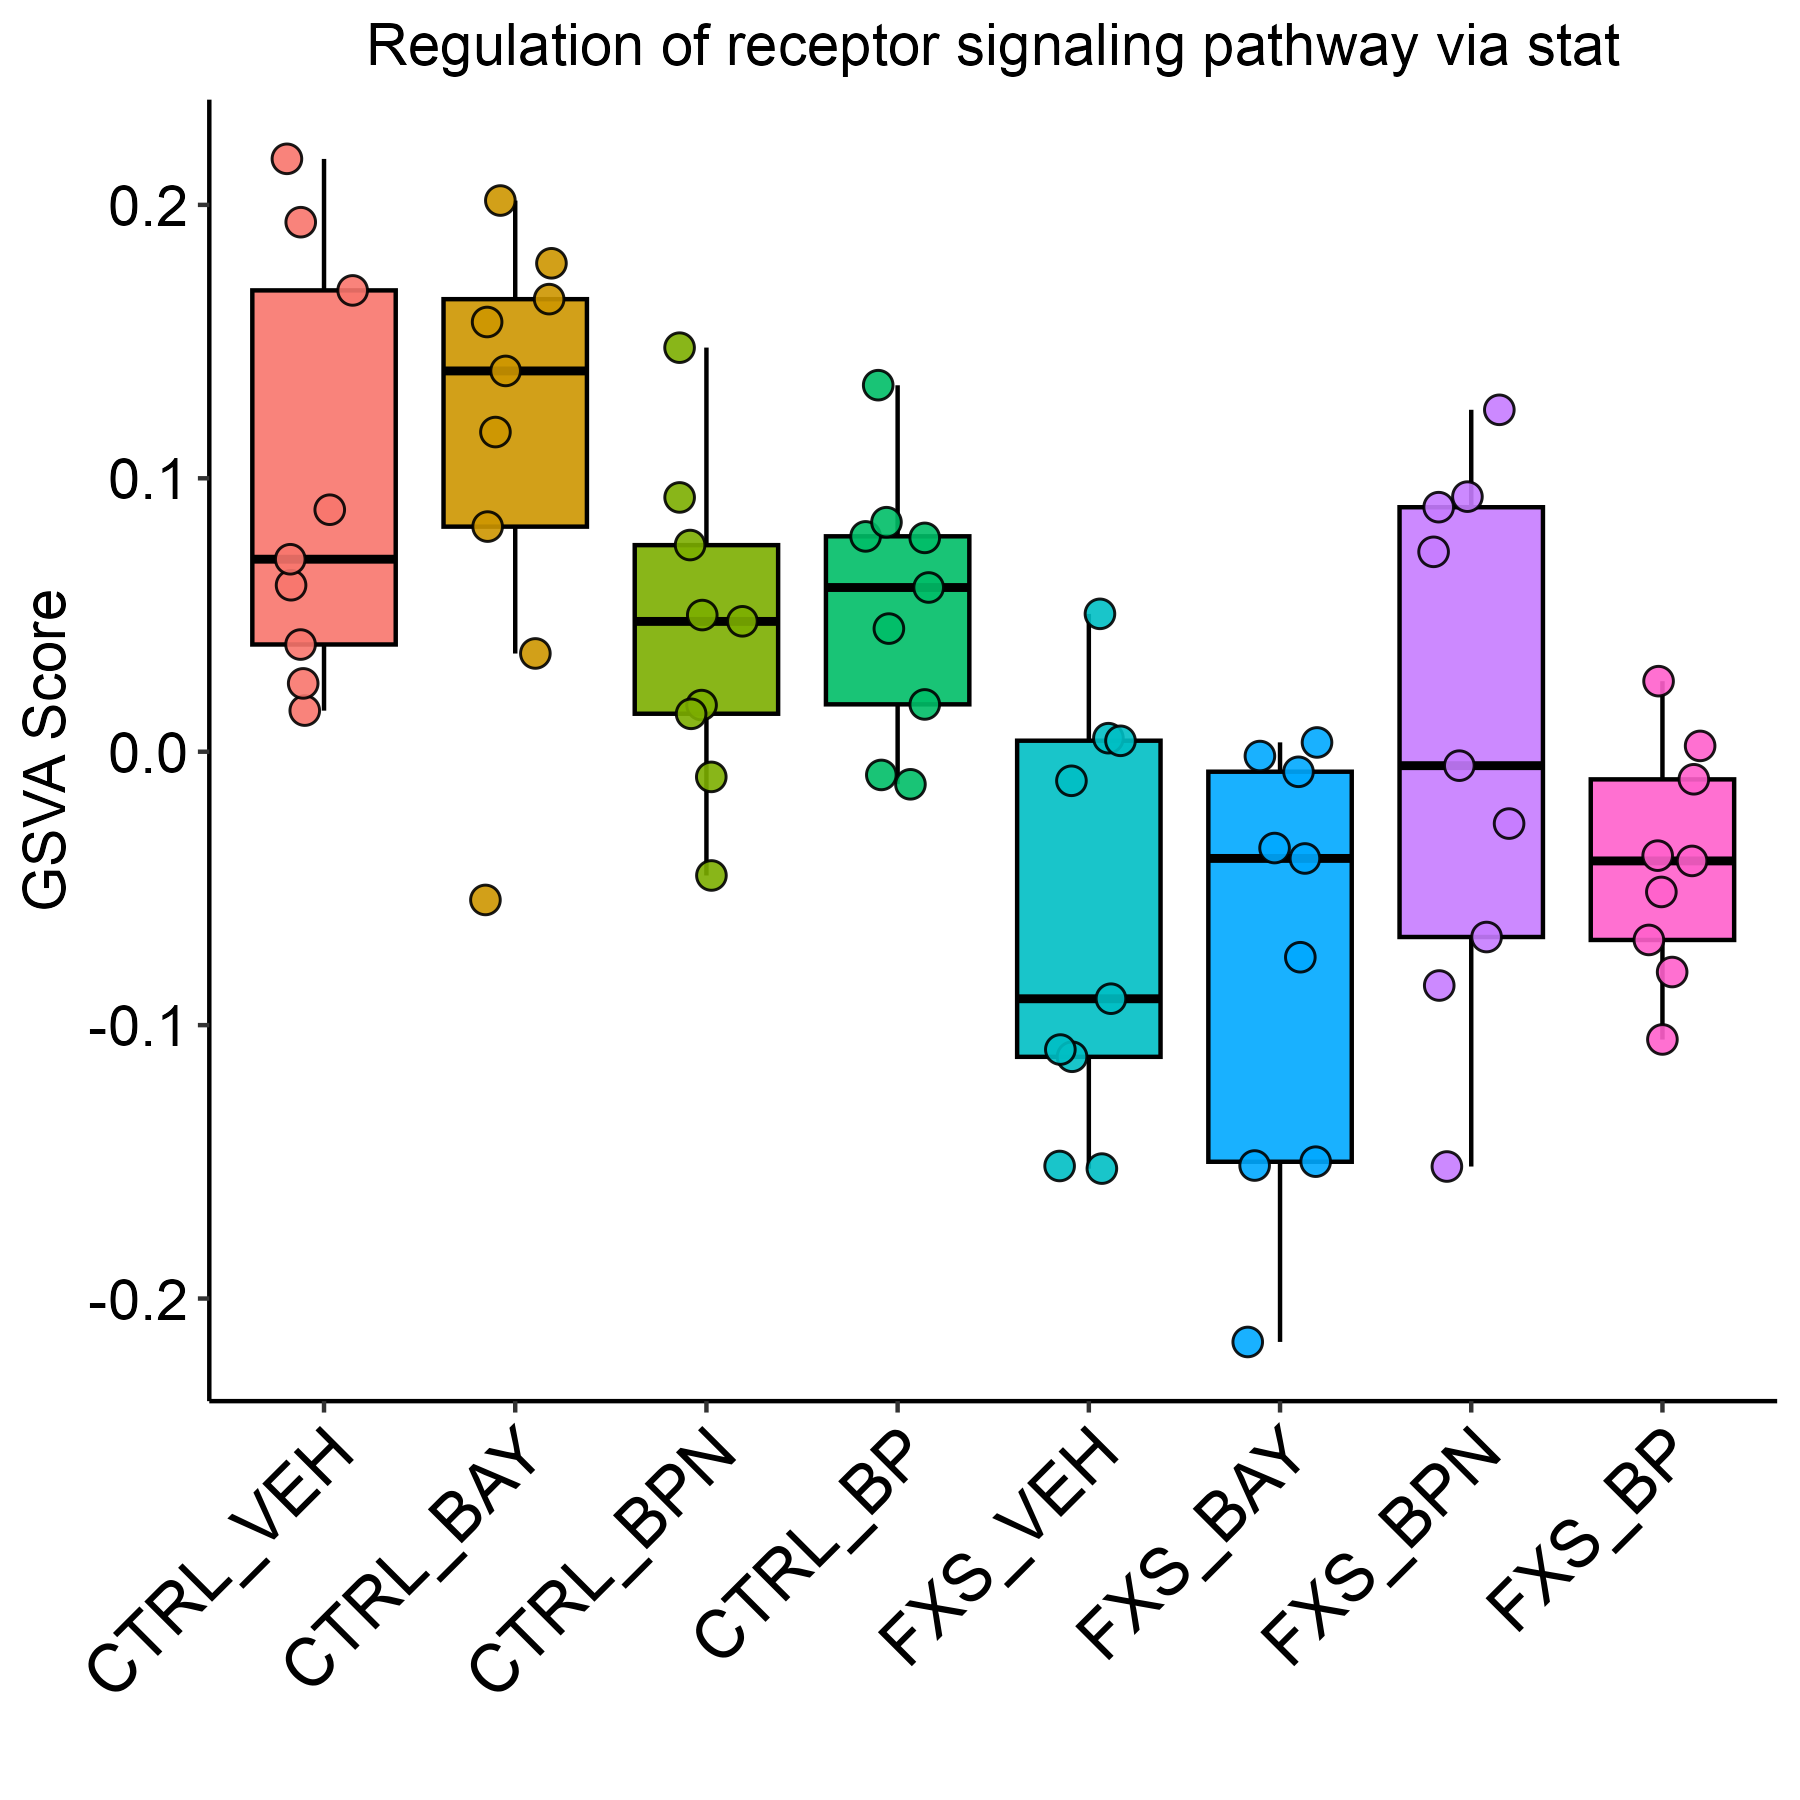 Regulation of receptor signaling pathway via stat
GSVA Score
0.2
0.1
0.0
-0.1
-0.2
CTRL_VEH
CTRL_BAY
CTRL_BPN
CTRL_BP
FXS_VEH
FXS_BAY
FXS_BPN
FXS_BP